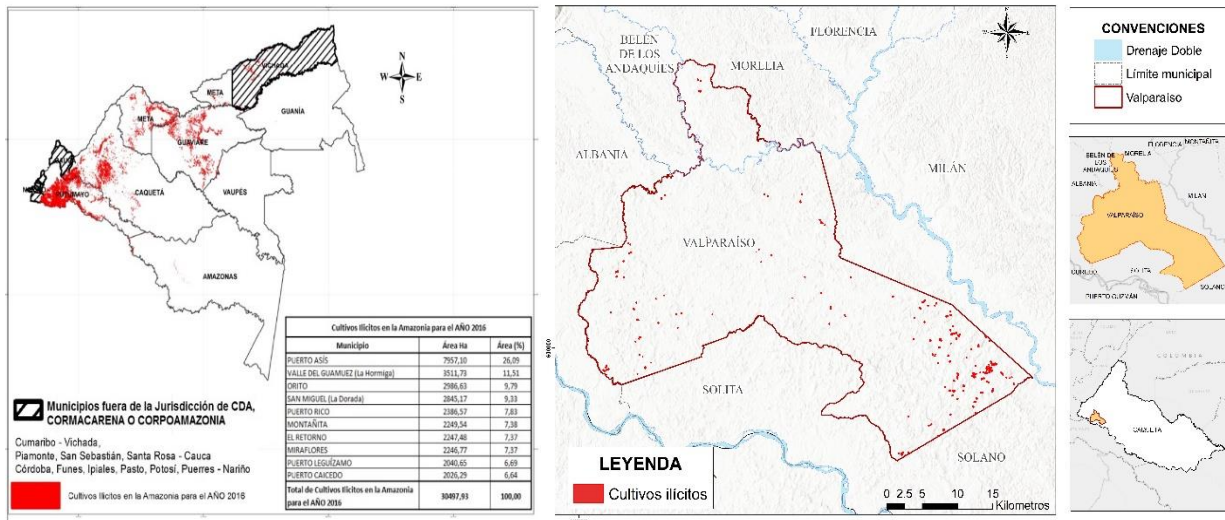 N
W E
S
VICHADA
META
GUANÍA
META
GUAVIARE
CAUCA
PUTUMAYO
CAQUETÁ
VAUPÉS
AMAZONAS
Cultivos Ilícitos en la Amazonia para el AÑO 2016
Municipio Área Ha Área (%)
PUERTO ASÍS 7957,10 26,09
VALLE DEL GUAMUEZ (La Hormiga) 3511,73 11,51
ORITO 2986,63 9,79
SAN MIGUEL (La Dorada) 2845,17 9,33
PUERTO RICO 2386,57 7,83
MONTAÑITA 2249,54 7,38
EL RETORNO 2247,48 7,37
MIRAFLORES 2246,77 7,37
PUERTO LEGUÍZAMO 2040,65 6,69
PUERTO CAICEDO 2026,29 6,64
Total de Cultivos Ilícitos en la Amazonia
para el AÑO 2016 30497,93 100,00
Municipios fuera de la Jurisdicción de CDA,
CORMACARENA O CORPOAMAZONIA
Cumaribo - Vichada,
Piamonte, San Sebastián, Santa Rosa - Cauca
Córdoba, Funes, Ipiales, Pasto, Potosí, Puerres - Nariño
Cultivos Ilícitos en la Amazonia para el AÑO 2016
FLORENCIA
BELÉN
DE LOS
ANDAQUÍES
MORELIA
ALBANIA
MILÁN
VALPARAÍSO
SOLITA
SOLANO
LEYENDA
Cultivos ilícitos
0 2.5 5 10 15
Kilometros
N
CONVENCIONES
Drenaje Doble
Límite municipal
Valparaíso
FLORENCIA
MONTAÑITA
BELÉN DE
LOS
ANDAQUÍES
MORELIA
ALBANIA
MILÁN
VALPARAÍSO
SOLITA
SOLANO
PUERTO GUZMÁN
COLOMBIA
CAQUETÁ